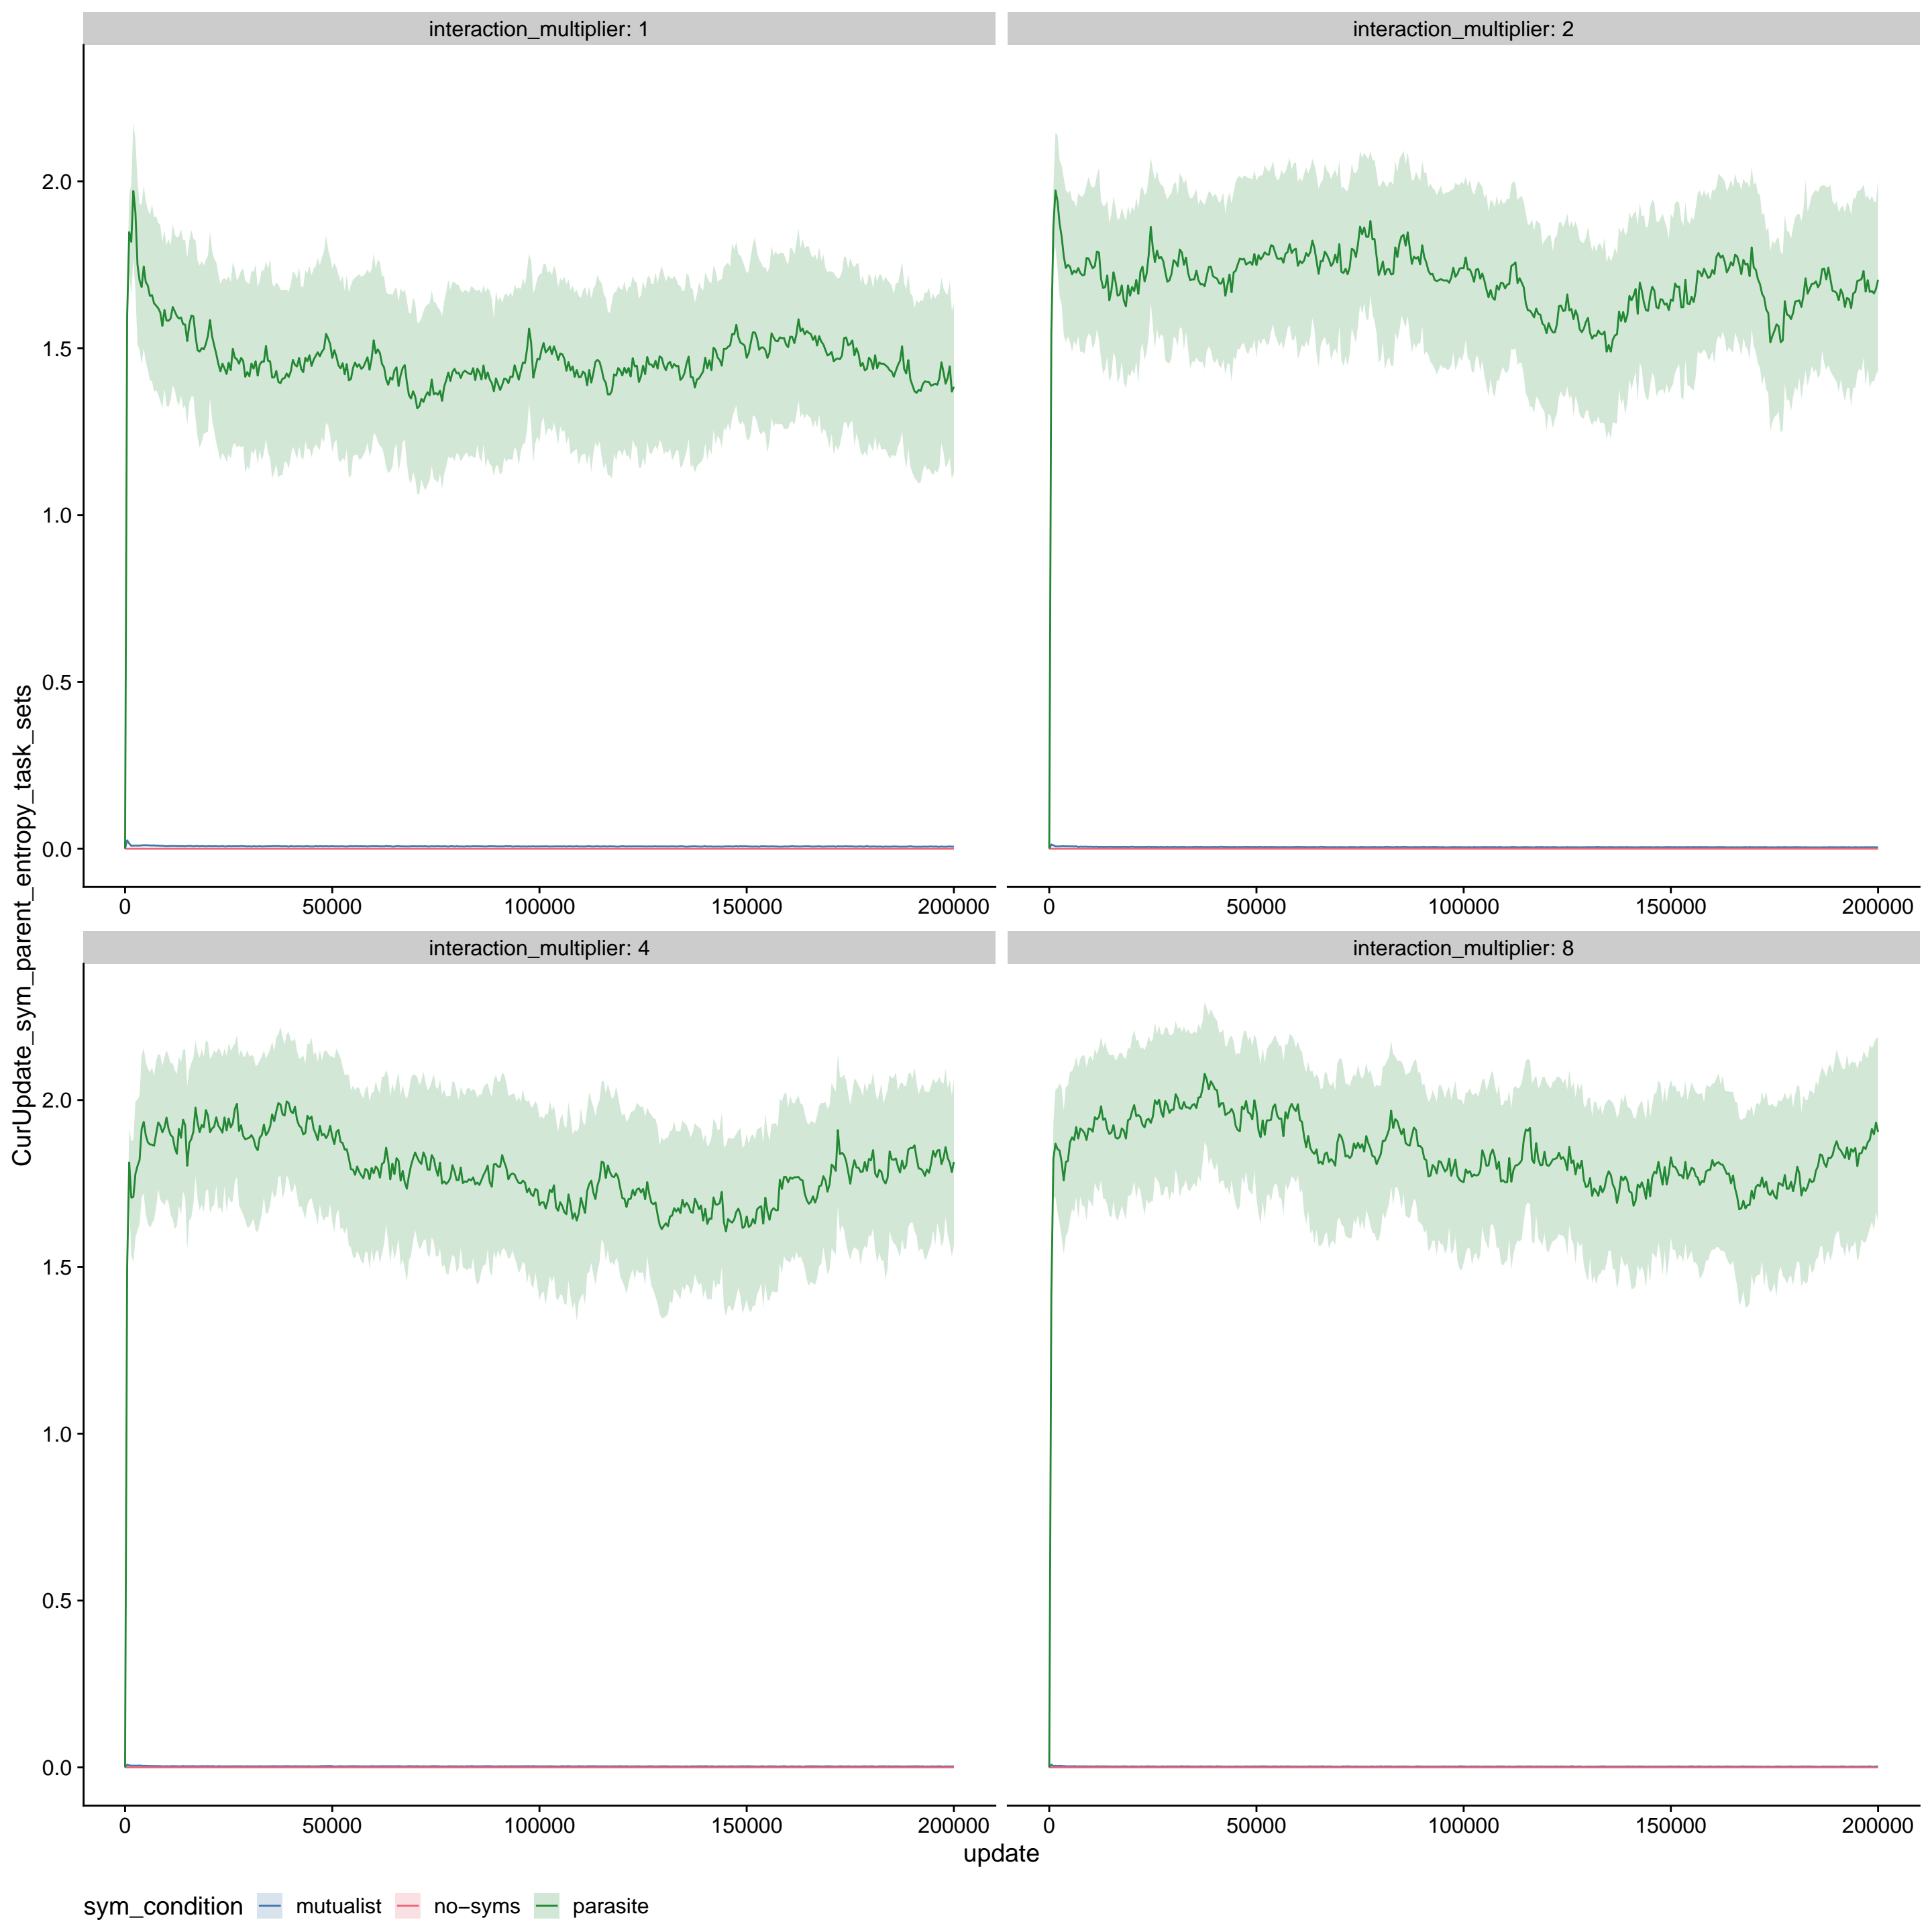 interaction_multiplier: 1
interaction_multiplier: 2
2.0
1.5
1.0
0.5
0.0
0 50000 100000 150000 200000
0 50000 100000 150000 200000
interaction_multiplier: 4
interaction_multiplier: 8
2.0
1.5
1.0
0.5
0.0
0 50000 100000 150000 200000
0 50000 100000 150000 200000
CurUpdate_sym_parent_entropy_task_sets
update
sym_condition mutualist no−syms parasite